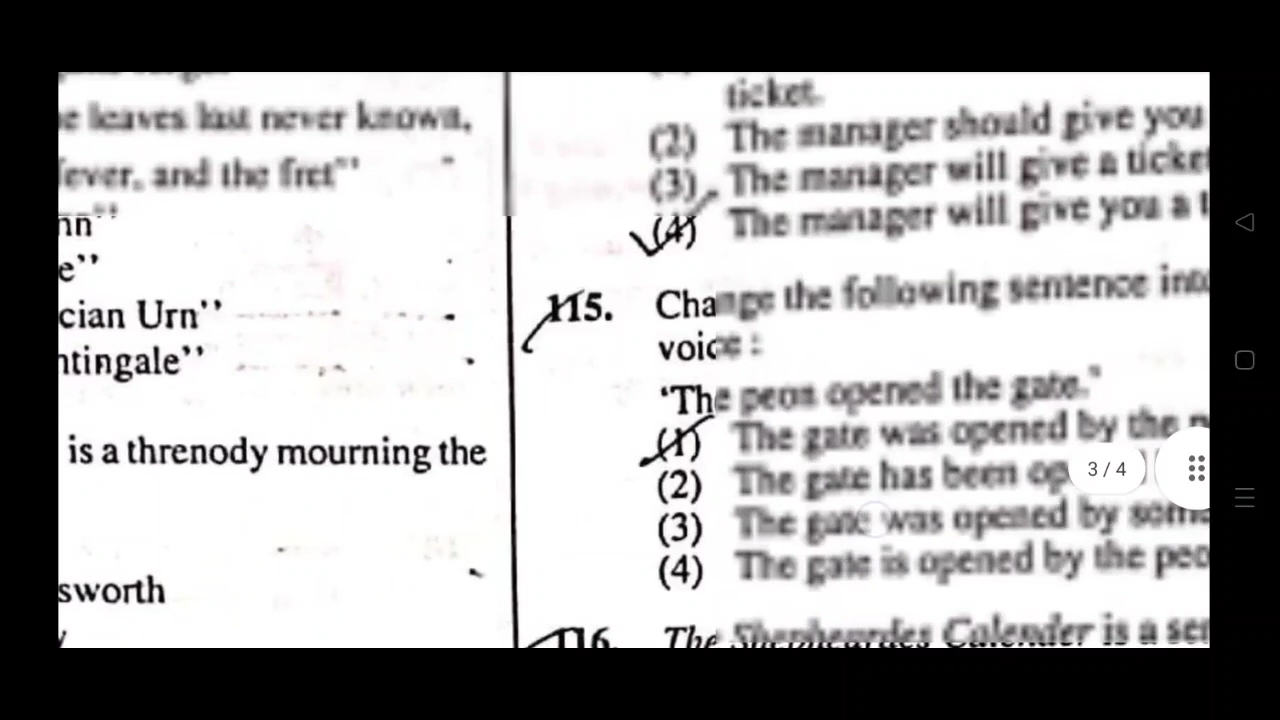 e leaves last never known,
fever, and the fret"
nn"
e"
cian Urn"
ntingale"
is a threnody mourning the
sworth
ticket.
(2) The manager should give you
(3) The manager will give a ticket
(4) The manager will give you a t
115. Change the following sentence into
voice :
'The peon opened the gate.'
(1) The gate was opened by the p
(2) The gate has been op
(3) The gate was opened by some
(4) The gate is opened by the peo
116. The Shepheardes Calender is a ser
3 / 4